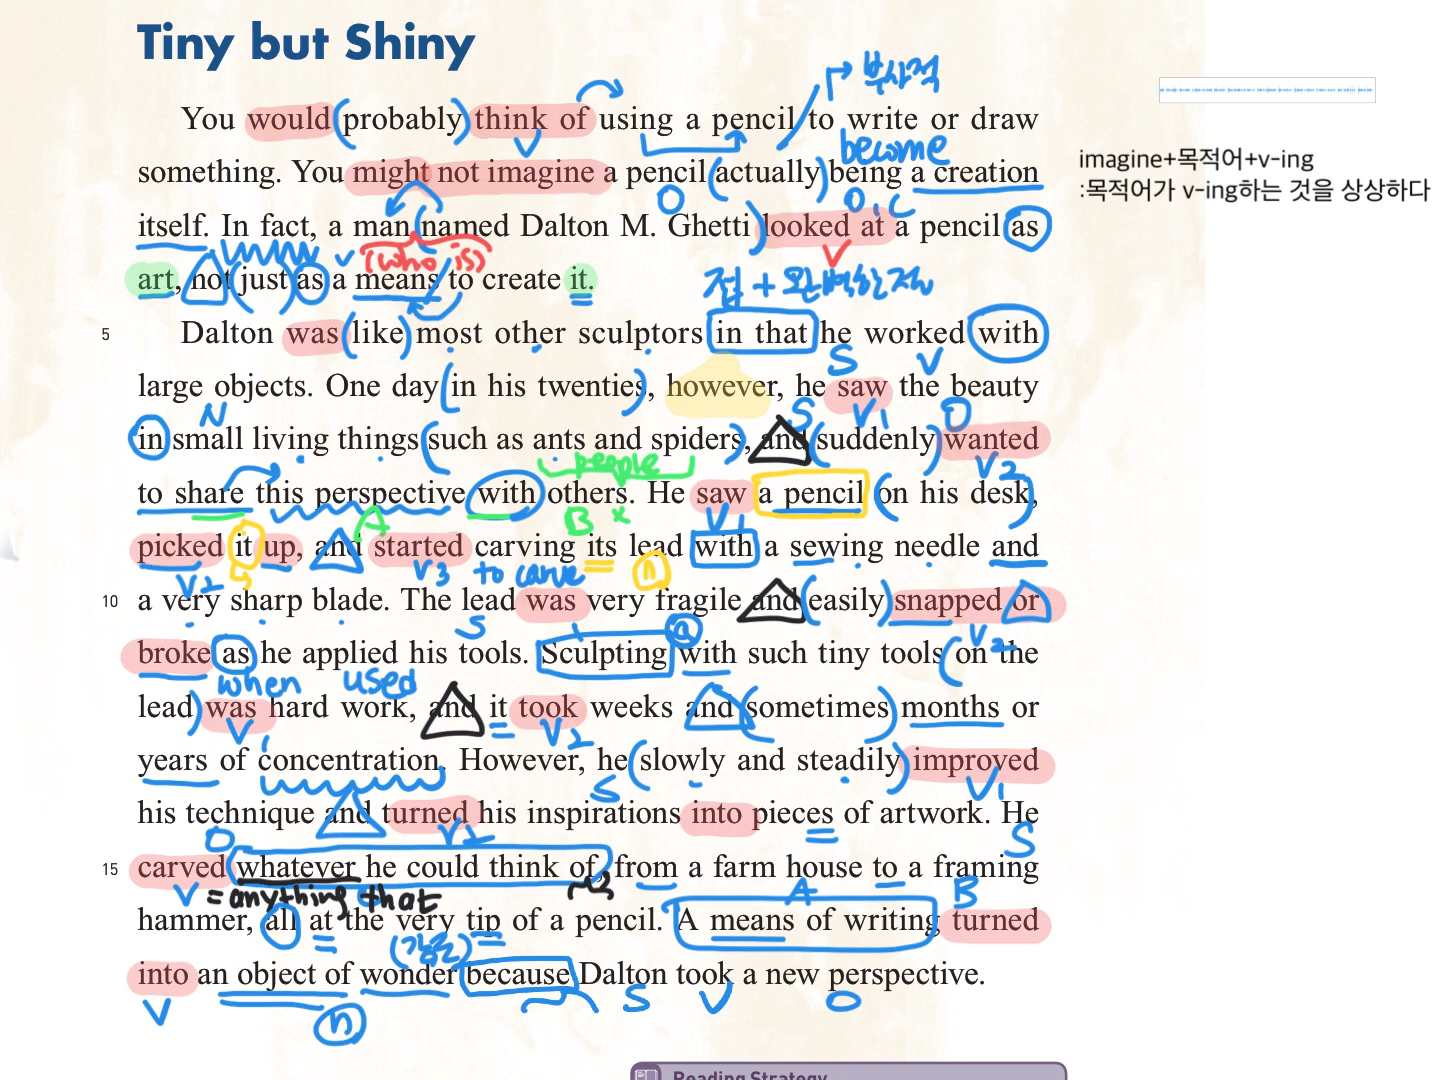 Tiny but Shiny
부사적
You would probably think of using a pencil to write or draw
become
something. You might not imagine a pencil actually being a creation
imagine+목적어+v-ing
:목적어가 v-ing하는 것을 상상하다
V O O.C
itself. In fact, a man named Dalton M. Ghetti looked at a pencil as
V (who is) V
art, not just as a means to create it.
접 + 완벽한 절
5 Dalton was like most other sculptors in that he worked with
S V
large objects. One day in his twenties, however, he saw the beauty
N S V1 O
in small living things such as ants and spiders, and suddenly wanted
people V2
to share this perspective with others. He saw a pencil on his desk,
A B x V1
picked it up, and started carving its lead with a sewing needle and
V2 V3 to carve n
10 a very sharp blade. The lead was very fragile and easily snapped or
S V2
broke as he applied his tools. Sculpting with such tiny tools on the
when used
lead was hard work, and it took weeks and sometimes months or
V V2
years of concentration. However, he slowly and steadily improved
S V1
his technique and turned his inspirations into pieces of artwork. He
O V2 S
15 carved whatever he could think of, from a farm house to a framing
V = anything that A B
hammer, all at the very tip of a pencil. A means of writing turned
(강조)
into an object of wonder because Dalton took a new perspective.
V n S V O
Reading Strategy